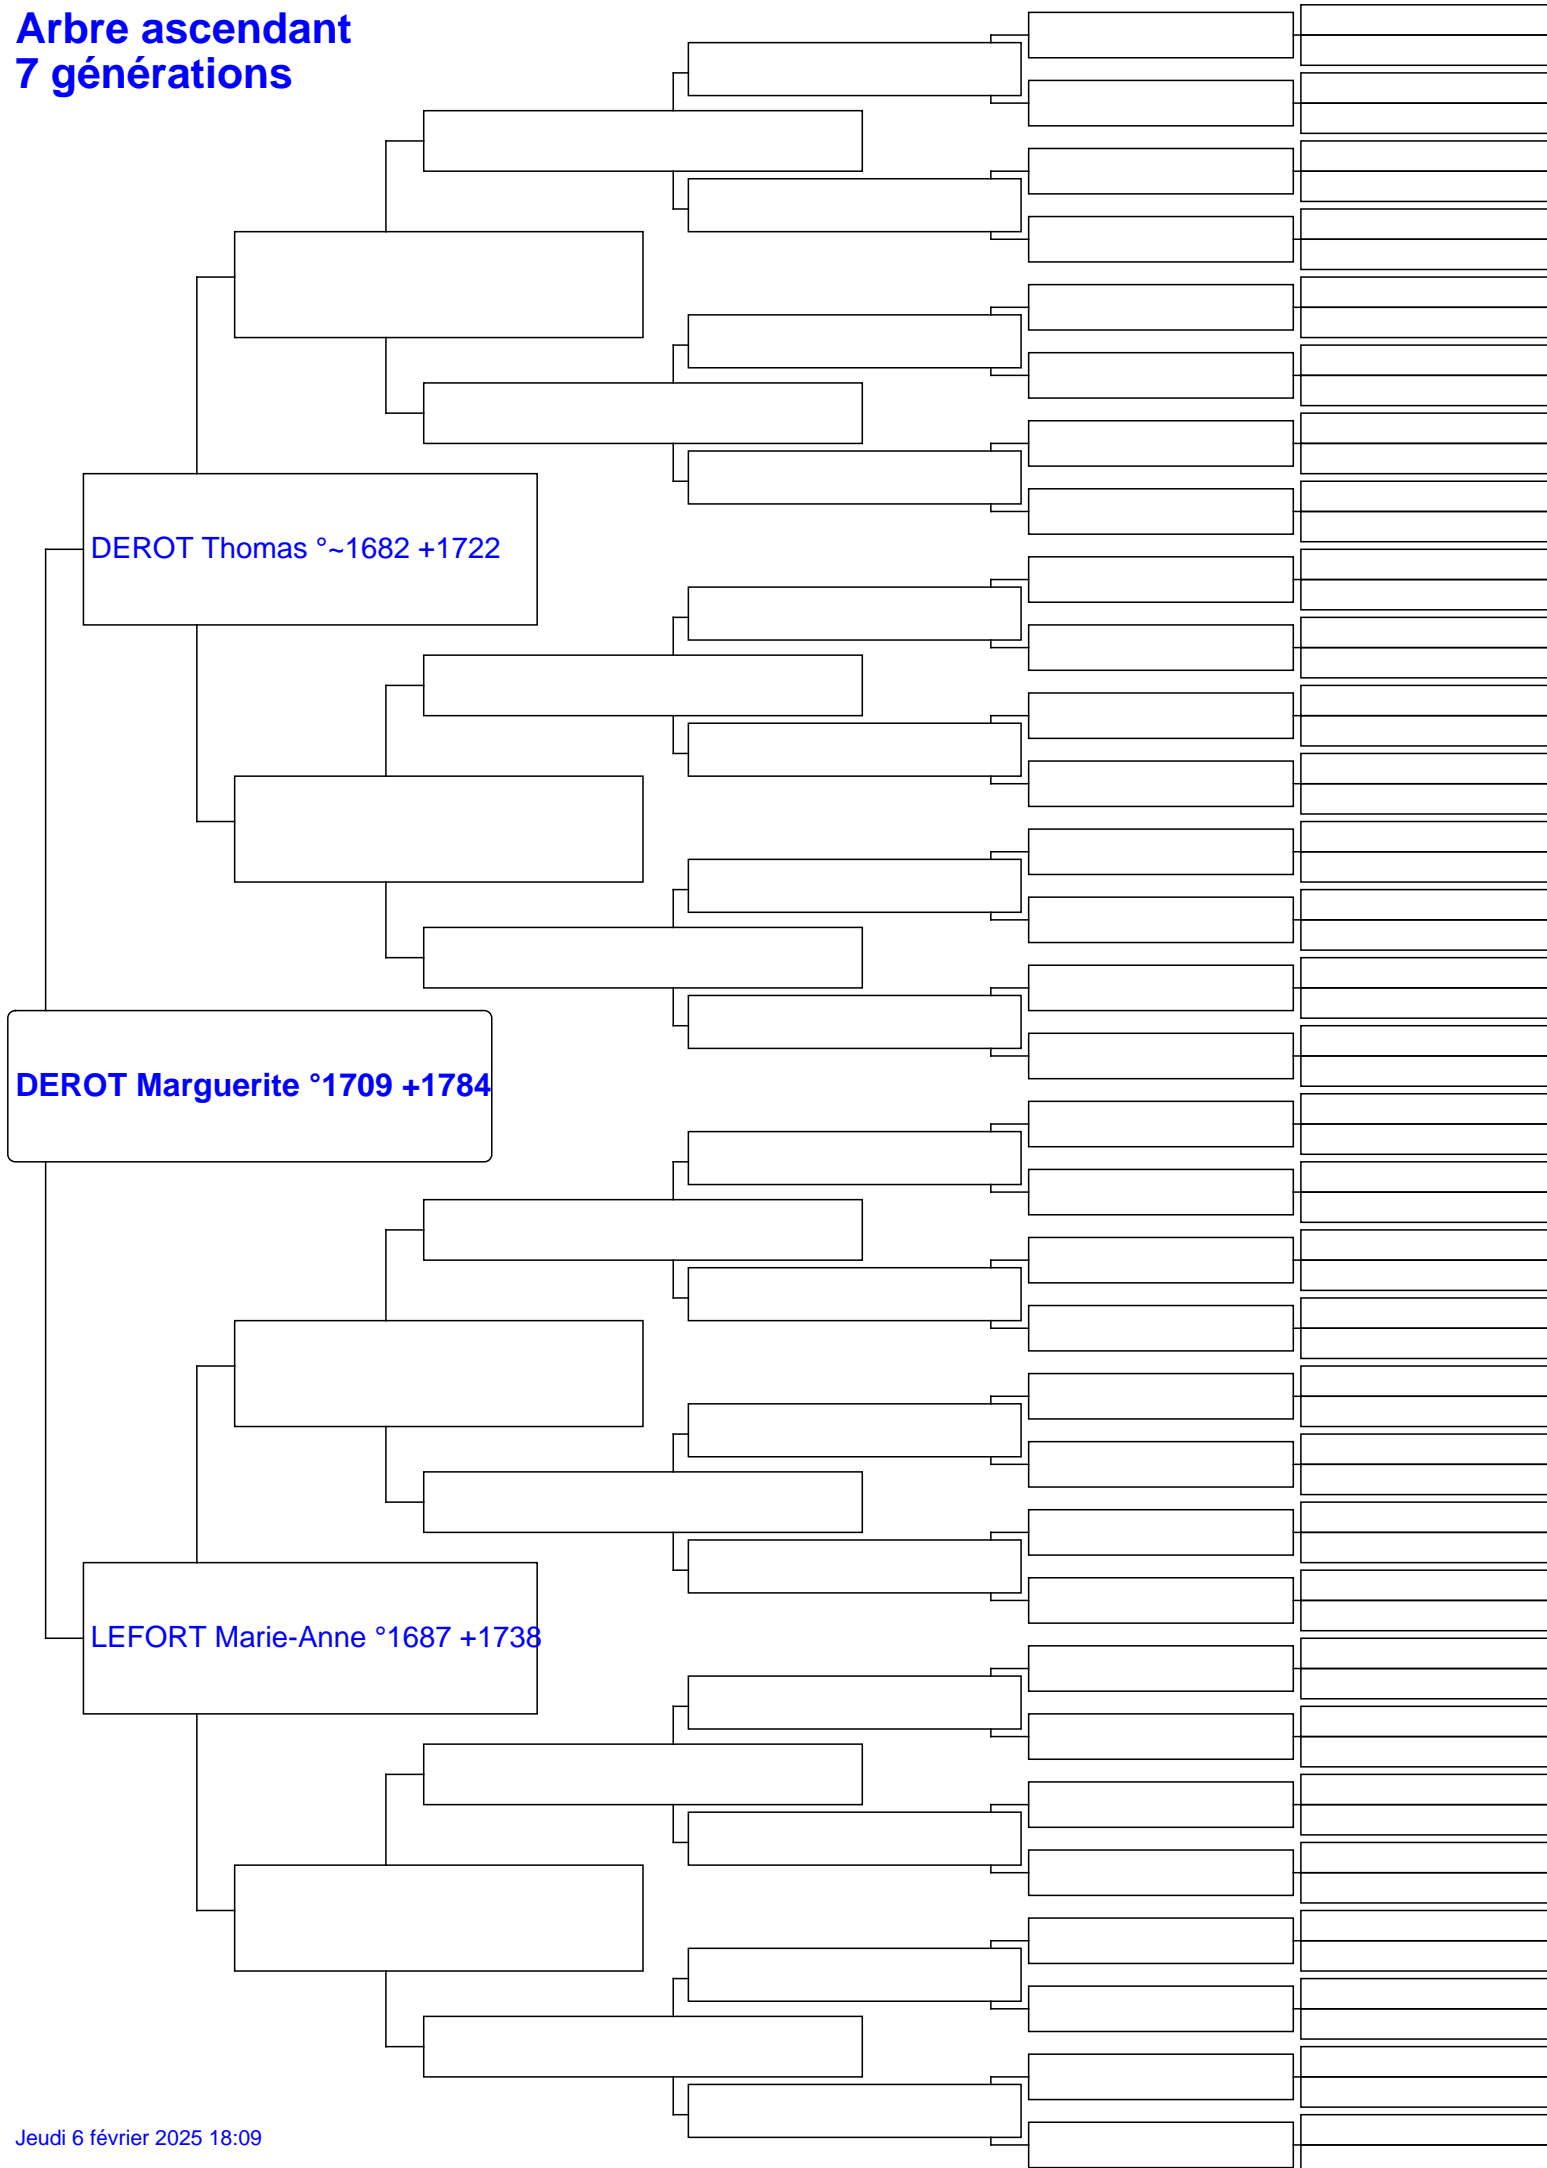 Arbre ascendant
7 générations
DEROT Thomas °~1682 +1722
DEROT Marguerite °1709 +1784
LEFORT Marie-Anne °1687 +1738
Jeudi 6 février 2025 18:09